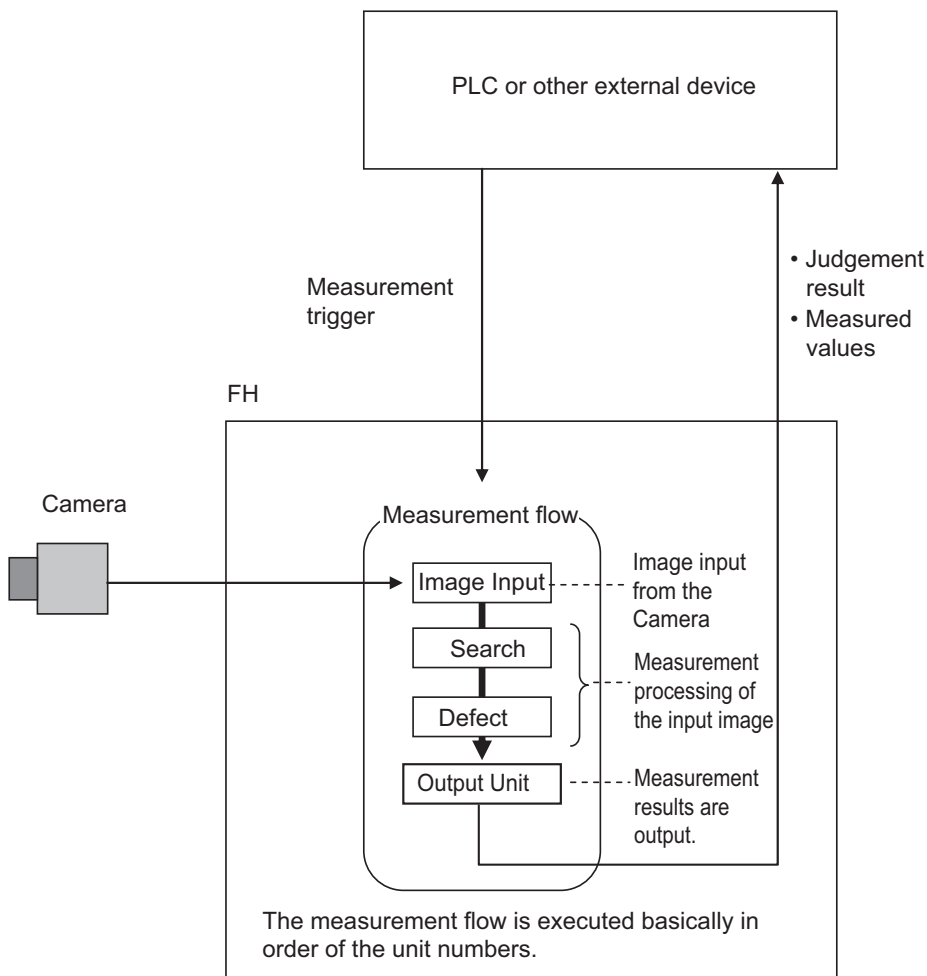 PLC or other external device
Measurement
trigger
• Judgement
result
• Measured
values
FH
Camera
Measurement flow
Image Input
Image input
from the
Camera
Search
Measurement
processing of
the input image
Defect
Output Unit
Measurement
results are
output.
The measurement flow is executed basically in
order of the unit numbers.